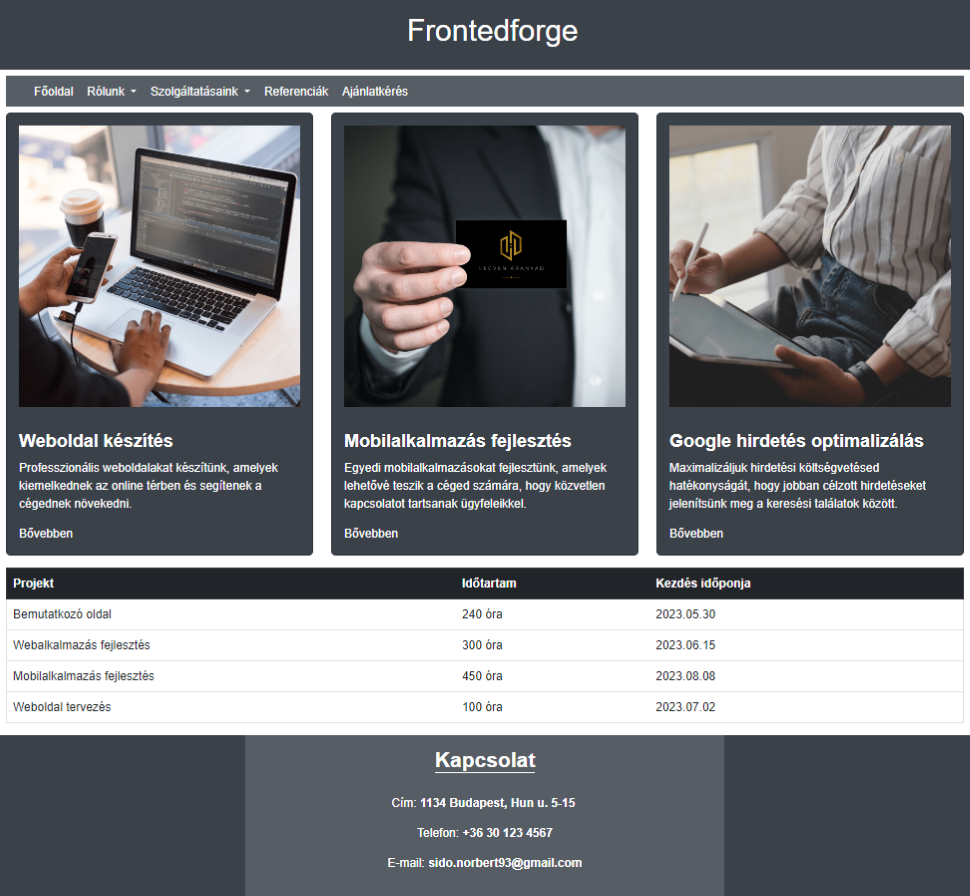 Frontedforge
Főoldal Rólunk Szolgáltatásaink Referenciák Ajánlatkérés
LEGYEN ARANYAD
Weboldal készítés
Professzionális weboldalakat készítünk, amelyek
kiemelkednek az online térben és segítenek a
cégednek növekedni.
Bővebben
Mobilalkalmazás fejlesztés
Egyedi mobilalkalmazásokat fejlesztünk, amelyek
lehetővé teszik a céged számára, hogy közvetlen
kapcsolatot tartsanak ügyfeleikkel.
Bővebben
Google hirdetés optimalizálás
Maximalizáljuk hirdetési költségvetésed
hatékonyságát, hogy jobban célzott hirdetéseket
jelenítsünk meg a keresési találatok között.
Bővebben
Projekt Időtartam Kezdés időponja
Bemutatkozó oldal 240 óra 2023.05.30
Webalkalmazás fejlesztés 300 óra 2023.06.15
Mobilalkalmazás fejlesztés 450 óra 2023.08.08
Weboldal tervezés 100 óra 2023.07.02
Kapcsolat
Cím: 1134 Budapest, Hun u. 5-15
Telefon: +36 30 123 4567
E-mail: sido.norbert93@gmail.com